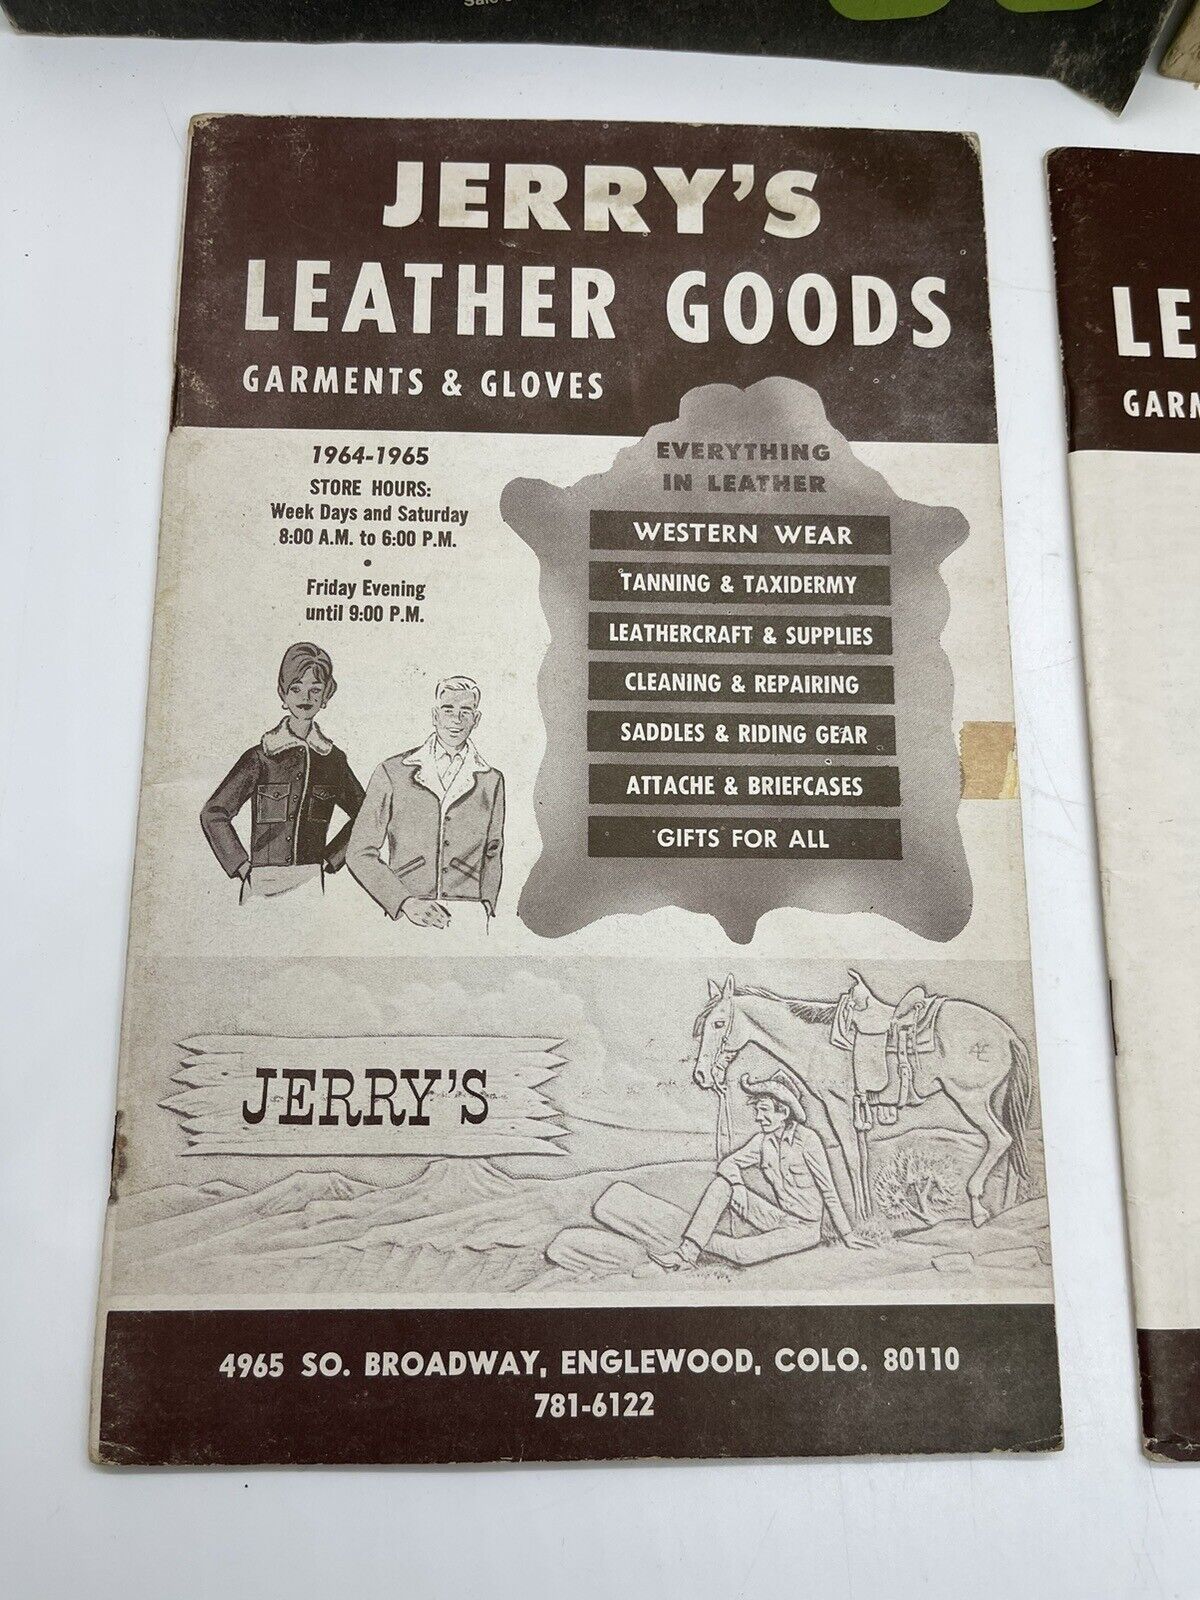 Sale
JERRY'S
LEATHER GOODS
GARMENTS & GLOVES
1964-1965
STORE HOURS:
Week Days and Saturday
8:00 A.M. to 6:00 P.M.
•
Friday Evening
until 9:00 P.M.
EVERYTHING
IN LEATHER
WESTERN WEAR
TANNING & TAXIDERMY
LEATHERCRAFT & SUPPLIES
CLEANING & REPAIRING
SADDLES & RIDING GEAR
ATTACHE & BRIEFCASES
GIFTS FOR ALL
JERRY'S
4965 SO. BROADWAY, ENGLEWOOD, COLO. 80110
781-6122
LE
GARM